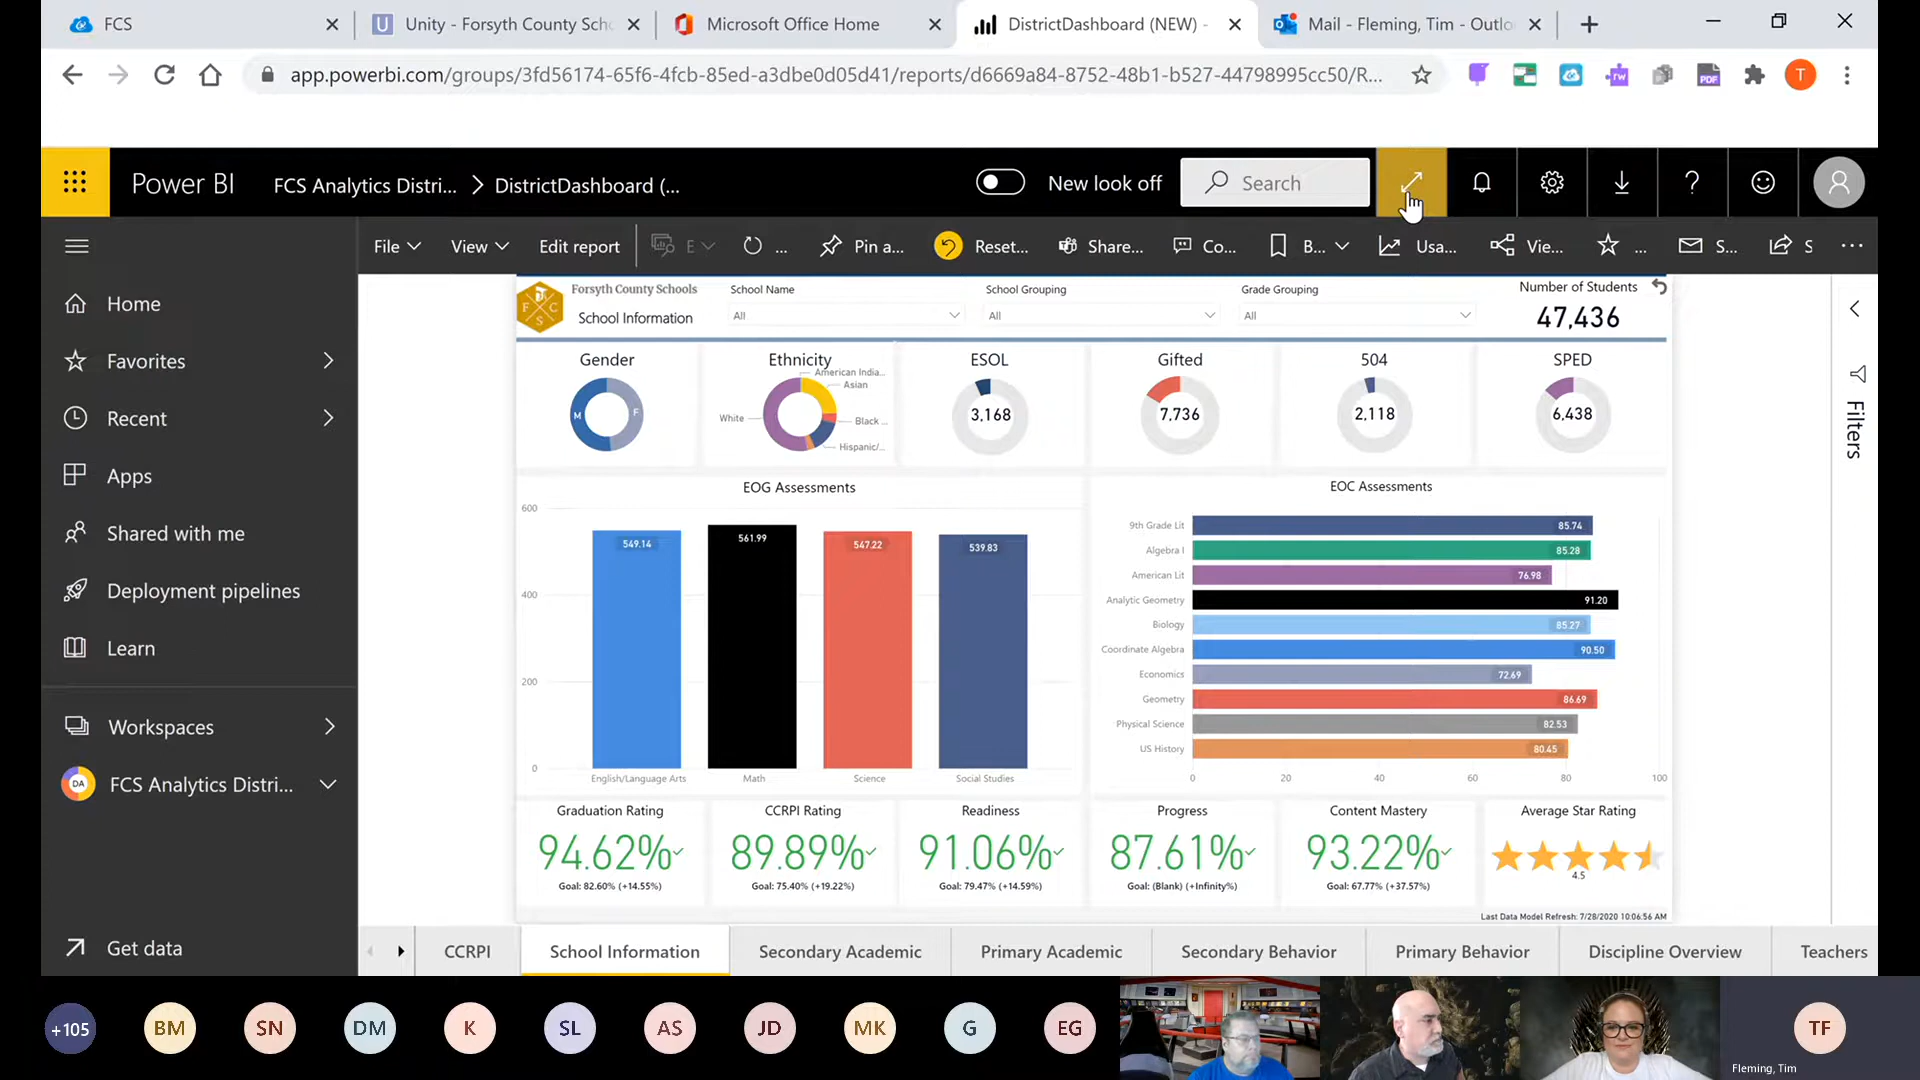 FCS
Unity - Forsyth County Sch
Microsoft Office Home
DistrictDashboard (NEW) -
Mail - Fleming, Tim - Outlo
app.powerbi.com/groups/3fd56174-65f6-4fcb-85ed-a3dbe0d05d41/reports/d6669a84-8752-48b1-b527-44798995cc50/R...
T
Power BI
FCS Analytics Distri...
DistrictDashboard (...
New look off
Search
File
View
Edit report
E
...
Pin a...
Reset...
Share...
Co...
B...
Usa...
Vie...
...
S...
S
Home
Favorites
Recent
Apps
Shared with me
Deployment pipelines
Learn
Workspaces
DA
FCS Analytics Distri...
Get data
F C S
Forsyth County Schools
School Information
School Name
All
School Grouping
All
Grade Grouping
All
Number of Students
47,436
Filters
Gender
M
F
Ethnicity
American India...
Asian
White
Black ...
Hispanic/...
ESOL
3,168
Gifted
7,736
504
2,118
SPED
6,438
EOG Assessments
600
400
200
0
549.14
561.99
547.22
539.83
English/Language Arts
Math
Science
Social Studies
EOC Assessments
9th Grade Lit 85.74
Algebra I 85.28
American Lit 76.98
Analytic Geometry 91.20
Biology 85.27
Coordinate Algebra 90.50
Economics 72.69
Geometry 86.69
Physical Science 82.53
US History 80.45
0 20 40 60 80 100
Graduation Rating
94.62%
Goal: 82.60% (+14.55%)
CCRPI Rating
89.89%
Goal: 75.40% (+19.22%)
Readiness
91.06%
Goal: 79.47% (+14.59%)
Progress
87.61%
Goal: (Blank) (+Infinity%)
Content Mastery
93.22%
Goal: 67.77% (+37.57%)
Average Star Rating
4.5
Last Data Model Refresh: 7/28/2020 10:06:56 AM
CCRPI
School Information
Secondary Academic
Primary Academic
Secondary Behavior
Primary Behavior
Discipline Overview
Teachers
+105
BM
SN
DM
K
SL
AS
JD
MK
G
EG
TF
Fleming, Tim